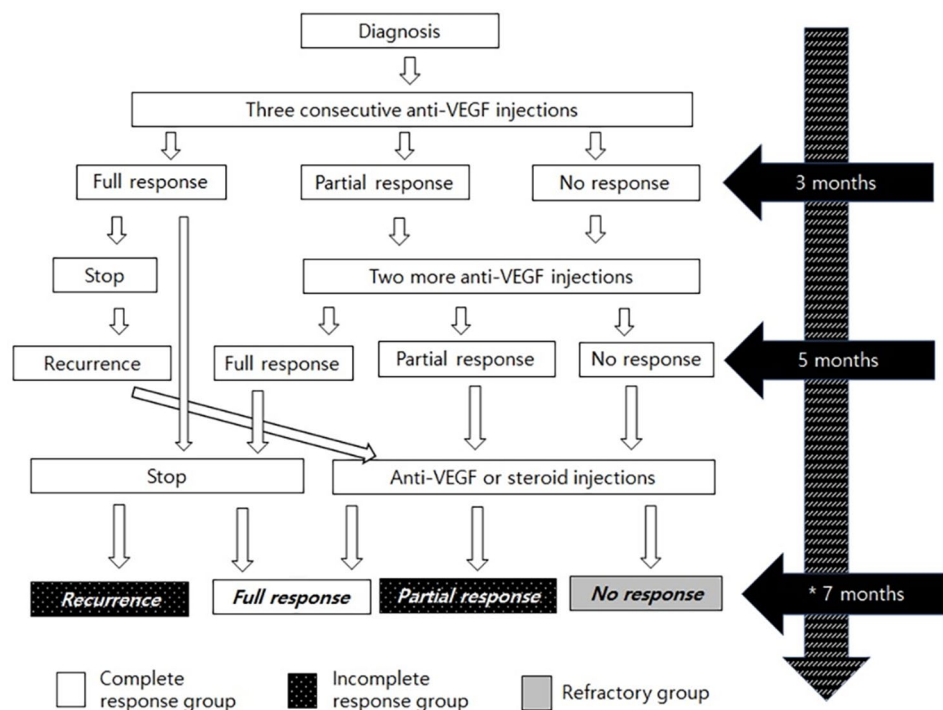 Diagnosis
Three consecutive anti-VEGF injections
Full response
Partial response
No response
3 months
Stop
Two more anti-VEGF injections
Recurrence
Full response
Partial response
No response
5 months
Stop
Anti-VEGF or steroid injections
Recurrence
Full response
Partial response
No response
* 7 months
Complete
response group
Incomplete
response group
Refractory group